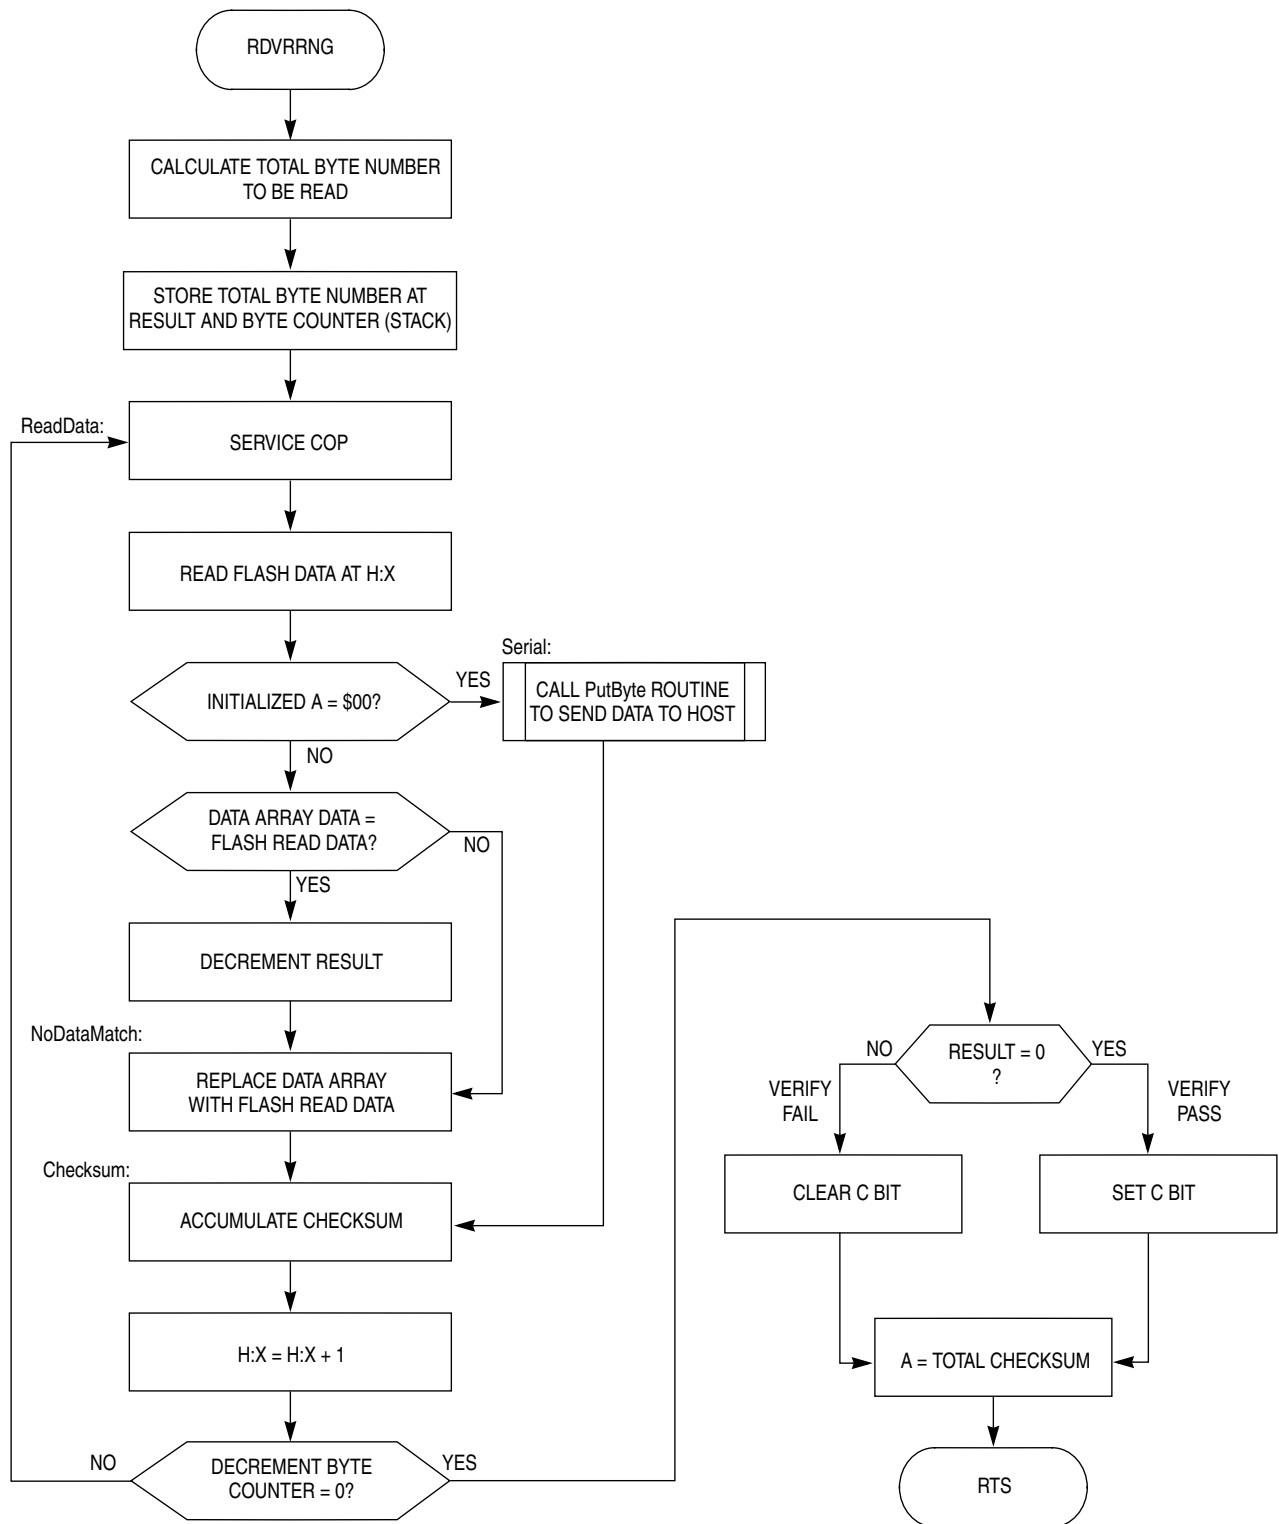 RDVRRNG
CALCULATE TOTAL BYTE NUMBER
TO BE READ
STORE TOTAL BYTE NUMBER AT
RESULT AND BYTE COUNTER (STACK)
ReadData:
SERVICE COP
READ FLASH DATA AT H:X
INITIALIZED A = $00?
YES
Serial:
CALL PutByte ROUTINE
TO SEND DATA TO HOST
NO
DATA ARRAY DATA =
FLASH READ DATA?
NO
YES
DECREMENT RESULT
NoDataMatch:
REPLACE DATA ARRAY
WITH FLASH READ DATA
Checksum:
ACCUMULATE CHECKSUM
H:X = H:X + 1
NO
DECREMENT BYTE
COUNTER = 0?
YES
RESULT = 0
?
NO
YES
VERIFY
FAIL
VERIFY
PASS
CLEAR C BIT
SET C BIT
A = TOTAL CHECKSUM
RTS